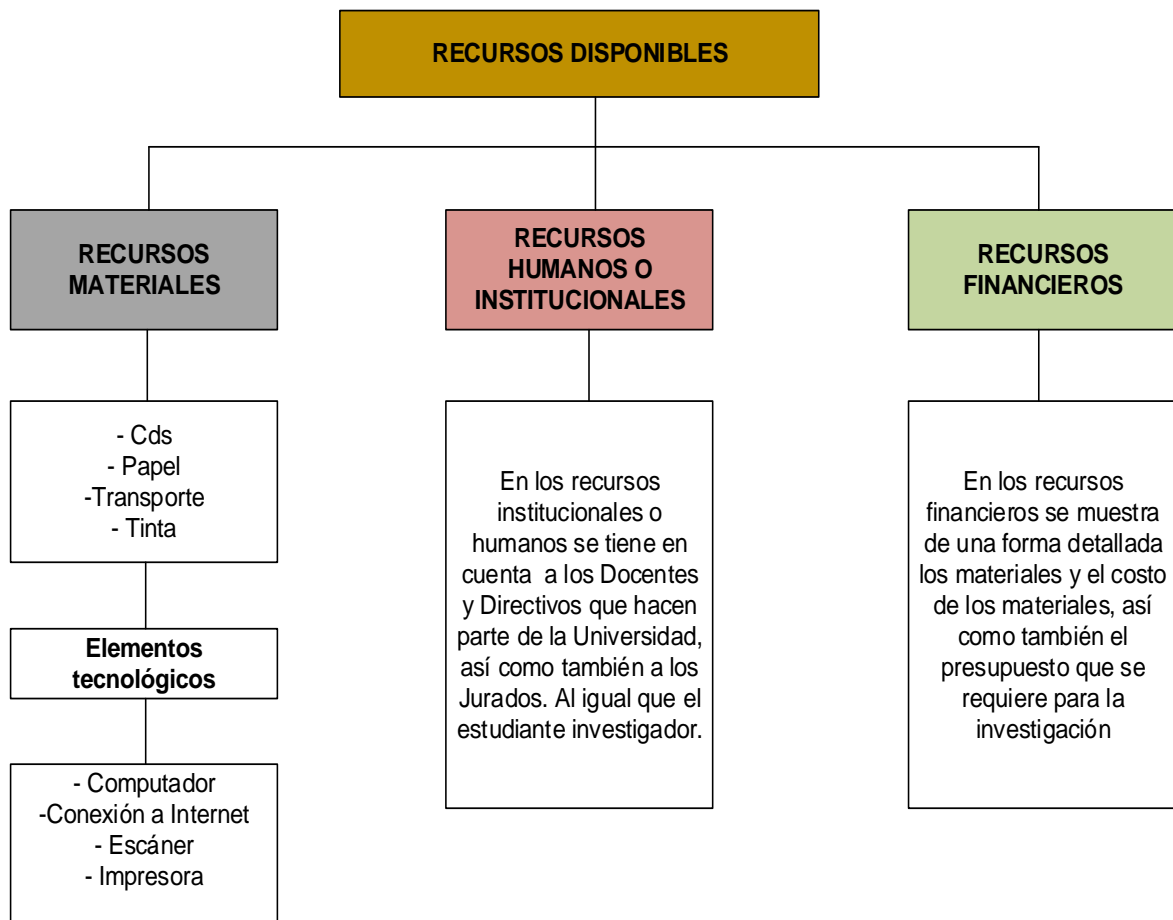 RECURSOS DISPONIBLES
RECURSOS
MATERIALES
RECURSOS
HUMANOS O
INSTITUCIONALES
RECURSOS
FINANCIEROS
- Cds
- Papel
-Transporte
- Tinta
Elementos
tecnológicos
- Computador
-Conexión a Internet
- Escáner
- Impresora
En los recursos
institucionales o
humanos se tiene en
cuenta  a los Docentes
y Directivos que hacen
parte de la Universidad,
así como también a los
Jurados. Al igual que el
estudiante investigador.
En los recursos
financieros se muestra
de una forma detallada
los materiales y el costo
de los materiales, así
como también el
presupuesto que se
requiere para la
investigación